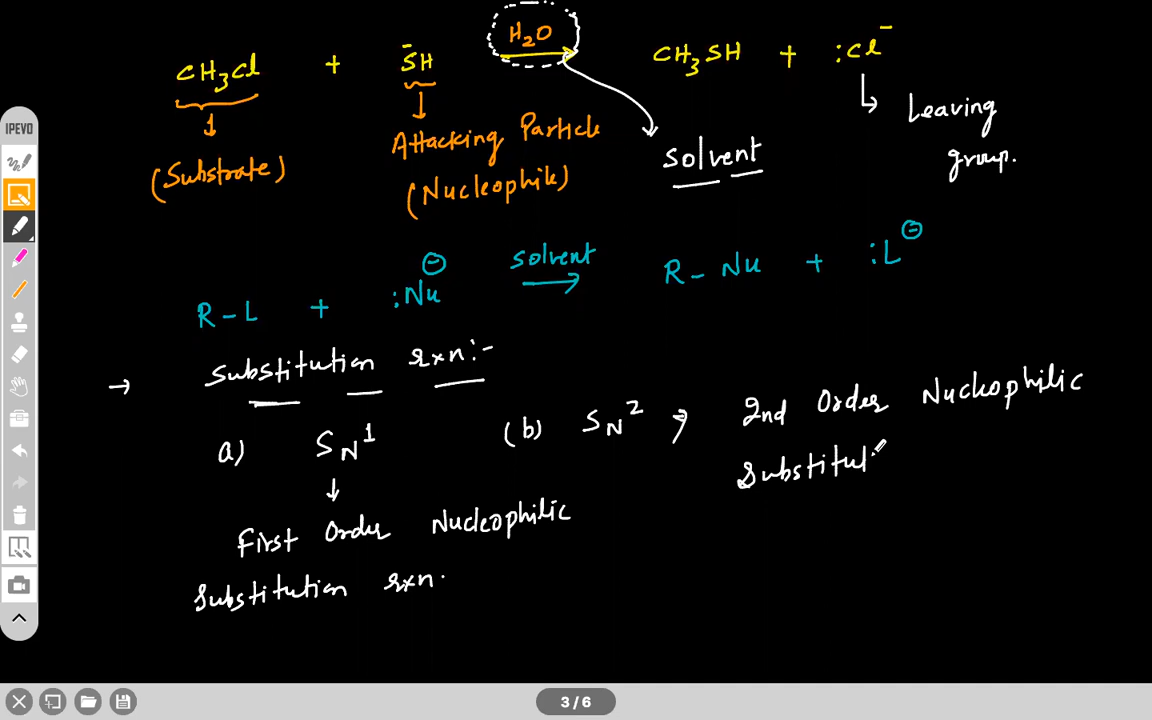 H₂O
CH₃Cl + S̄H → CH₃SH + :Cl⁻
↓ ↓ ↳ Leaving
(Substrate) Attacking Particle solvent group.
(Nucleophile)
R-L + :Nu⊖ solvent → R-Nu + :L⊖
→ Substitution rxn:-
a) SN¹ (b) SN² → 2nd Order Nucleophilic
Substitut
↓
First Order Nucleophilic
Substitution rxn.
IPEVO
3/6